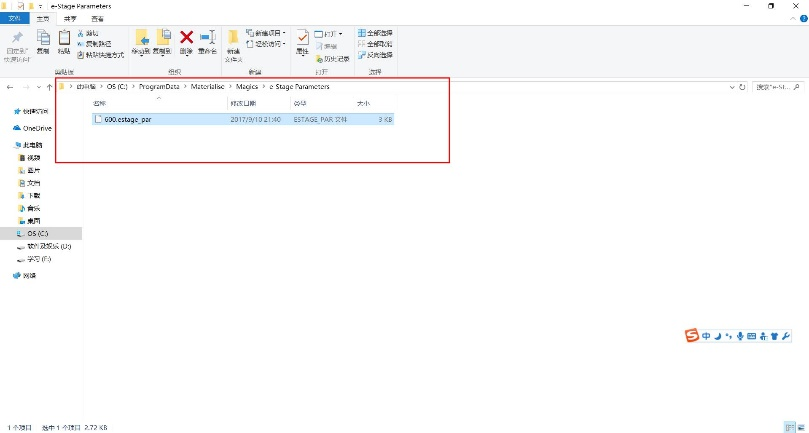 e-Stage Parameters
文件 主页 共享 查看
固定到"快速访问" 复制 粘贴 剪切 复制路径 粘贴快捷方式
移动到 复制到 删除 重命名
新建文件夹 新建项目 轻松访问
属性 打开 编辑 历史记录
全部选择 全部取消 反向选择
剪贴板 组织 新建 打开 选择
此电脑 > OS (C:) > ProgramData > Materialise > Magics > e-Stage Parameters
搜索"e-St...
名称 修改日期 类型 大小
600.estage_par 2017/9/10 21:40 ESTAGE_PAR 文件 3 KB
快速访问
OneDrive
此电脑
视频
图片
文档
下载
音乐
桌面
OS (C:)
软件及娱乐 (D:)
学习 (E:)
网络
中
1 个项目 选中 1 个项目 2.72 KB